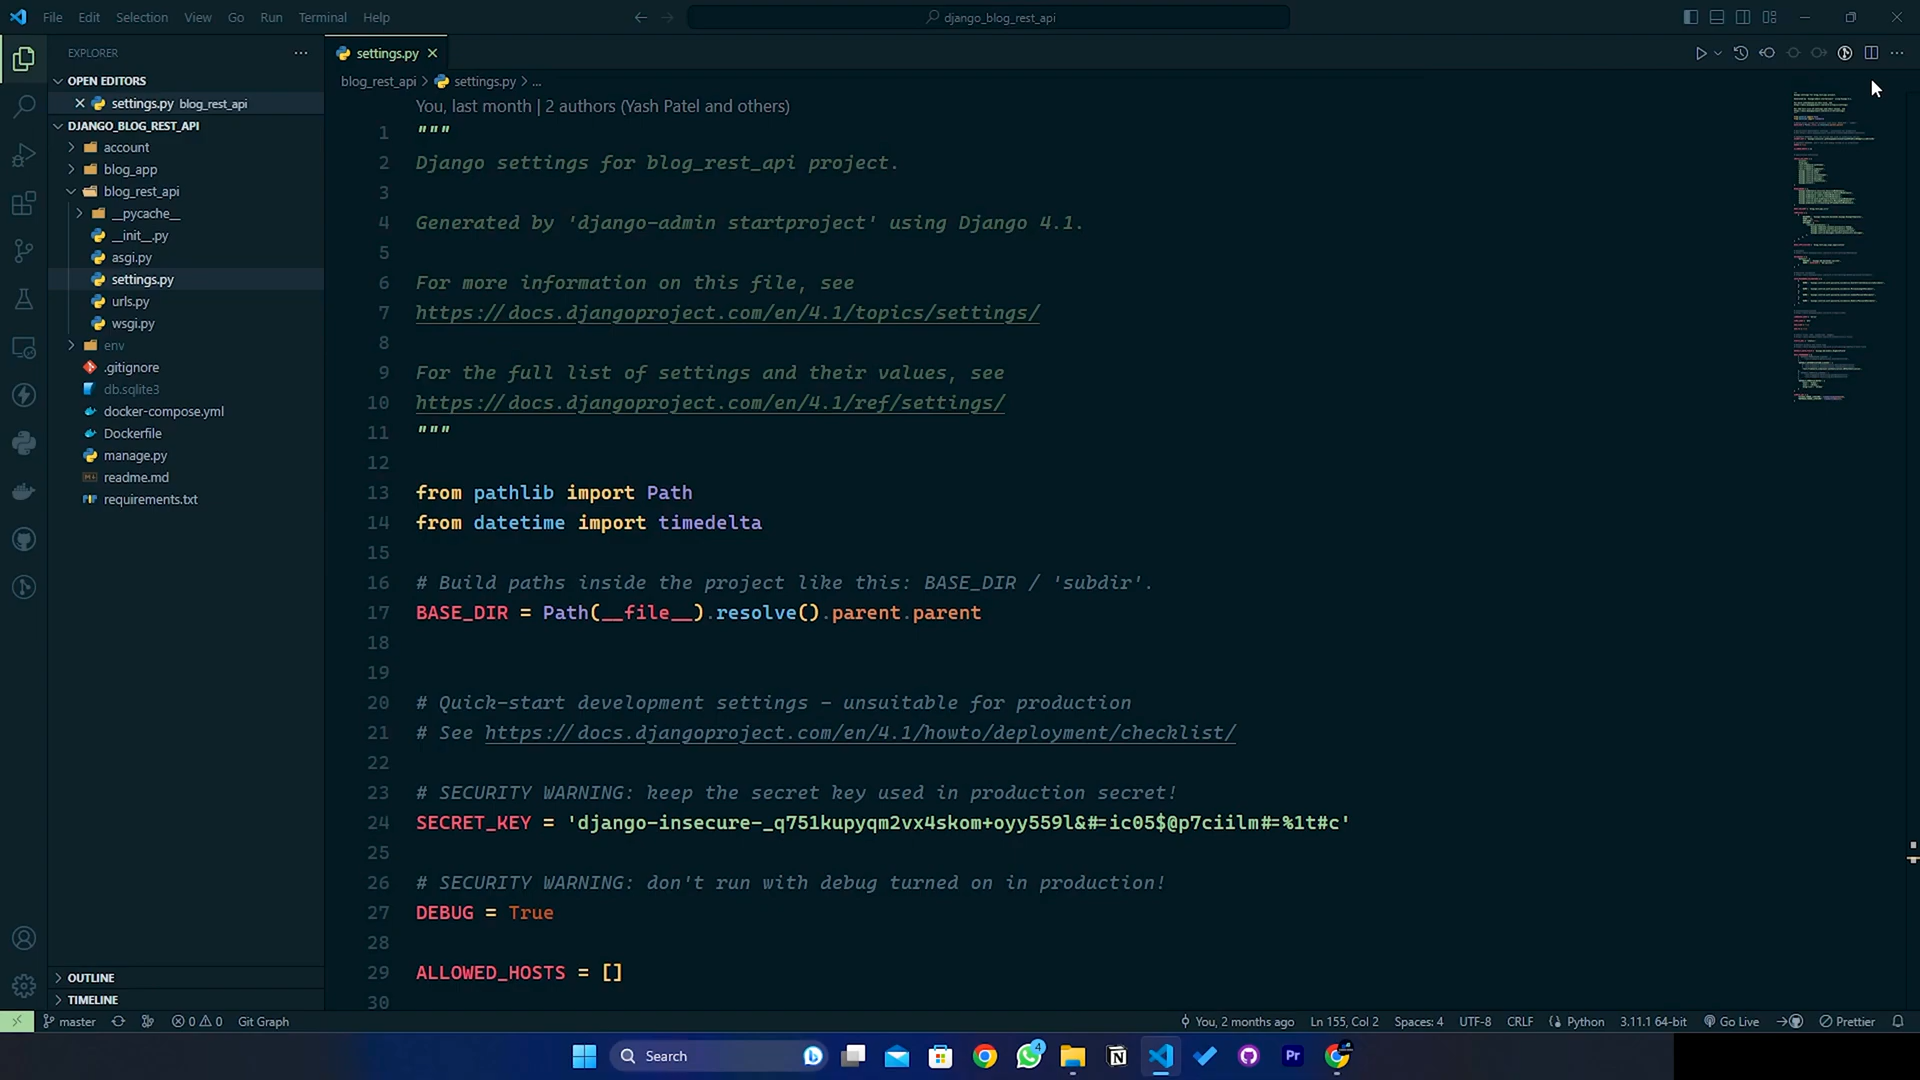 File Edit Selection View Go Run Terminal Help
django_blog_rest_api
EXPLORER
OPEN EDITORS
settings.py blog_rest_api
DJANGO_BLOG_REST_API
account
blog_app
blog_rest_api
__pycache__
__init__.py
asgi.py
settings.py
urls.py
wsgi.py
env
.gitignore
db.sqlite3
docker-compose.yml
Dockerfile
manage.py
readme.md
requirements.txt
OUTLINE
TIMELINE
settings.py
blog_rest_api > settings.py > ...
You, last month | 2 authors (Yash Patel and others)
1 """
2 Django settings for blog_rest_api project.
3
4 Generated by 'django-admin startproject' using Django 4.1.
5
6 For more information on this file, see
7 https://docs.djangoproject.com/en/4.1/topics/settings/
8
9 For the full list of settings and their values, see
10 https://docs.djangoproject.com/en/4.1/ref/settings/
11 """
12
13 from pathlib import Path
14 from datetime import timedelta
15
16 # Build paths inside the project like this: BASE_DIR / 'subdir'.
17 BASE_DIR = Path(__file__).resolve().parent.parent
18
19
20 # Quick-start development settings - unsuitable for production
21 # See https://docs.djangoproject.com/en/4.1/howto/deployment/checklist/
22
23 # SECURITY WARNING: keep the secret key used in production secret!
24 SECRET_KEY = 'django-insecure-_q751kupyqm2vx4skom+oyy559l&#=ic05$@p7ciilm#=%1t#c'
25
26 # SECURITY WARNING: don't run with debug turned on in production!
27 DEBUG = True
28
29 ALLOWED_HOSTS = []
30
master 0 0 Git Graph You, 2 months ago Ln 155, Col 2 Spaces: 4 UTF-8 CRLF Python 3.11.1 64-bit Go Live Prettier
Search 4 Pr